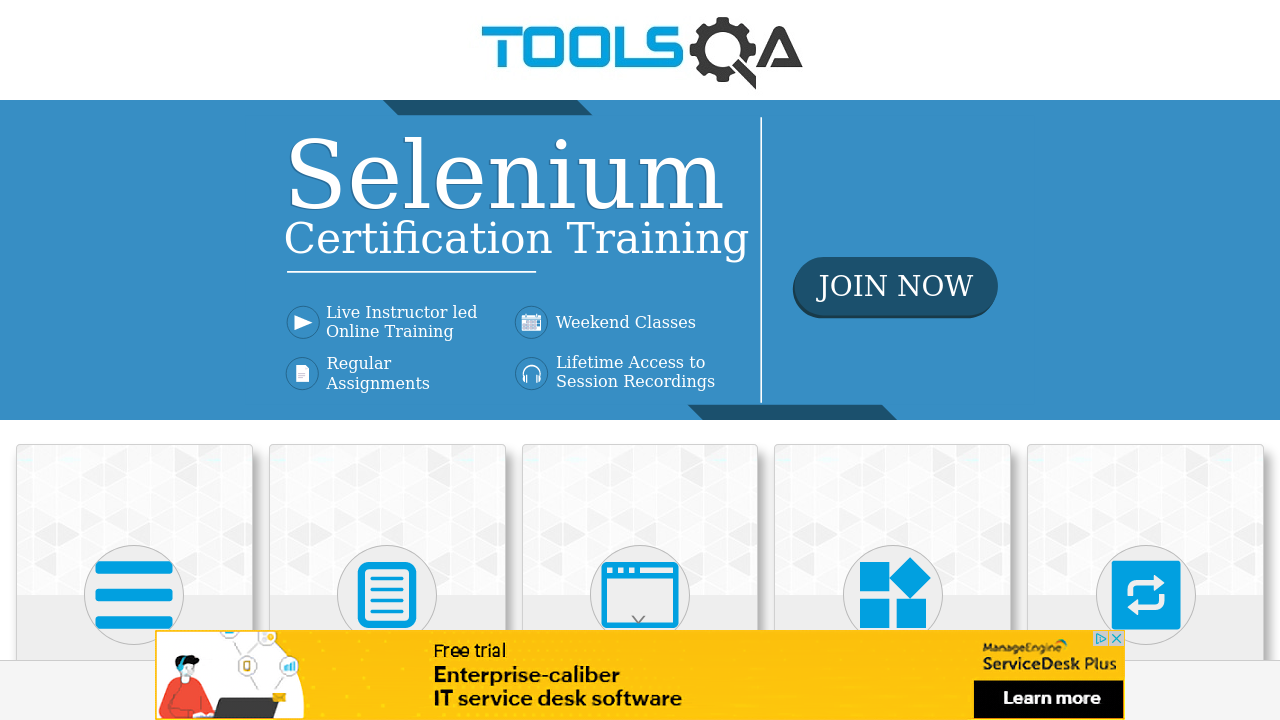 TOOLSQA
Selenium
Certification Training
JOIN NOW
Live Instructor led
Online Training
Weekend Classes
Regular
Assignments
Lifetime Access to
Session Recordings
Free trial
Enterprise-caliber
IT service desk software
ManageEngine
ServiceDesk Plus
Learn more